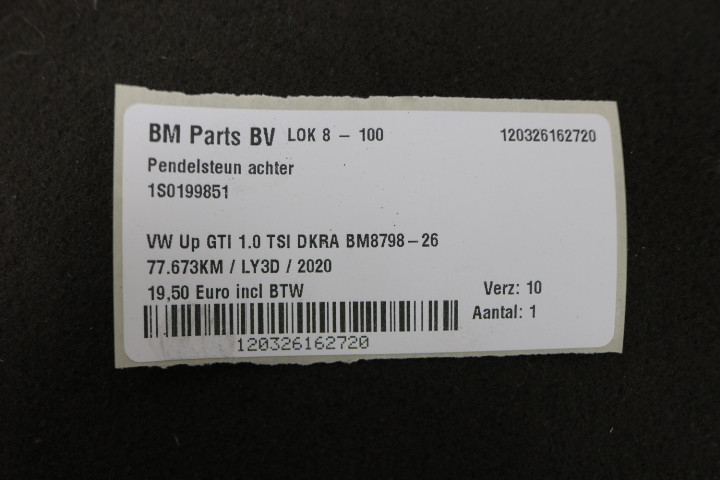 BM Parts BV LOK 8 - 100 120326162720
Pendelsteun achter
1S0199851
VW Up GTI 1.0 TSI DKRA BM8798-26
77.673KM / LY3D / 2020
19,50 Euro incl BTW Verz: 10
Aantal: 1
120326162720